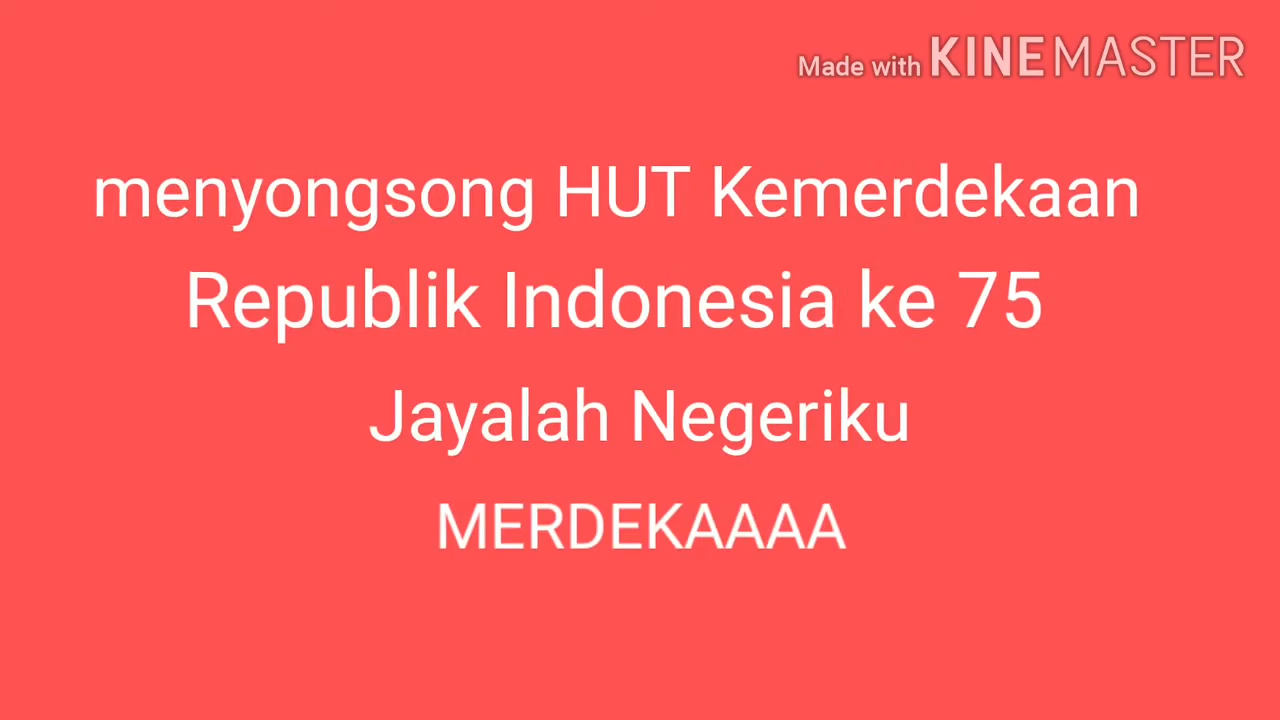 Made with KINEMASTER
menyongsong HUT Kemerdekaan
Republik Indonesia ke 75
Jayalah Negeriku
MERDEKAAAA